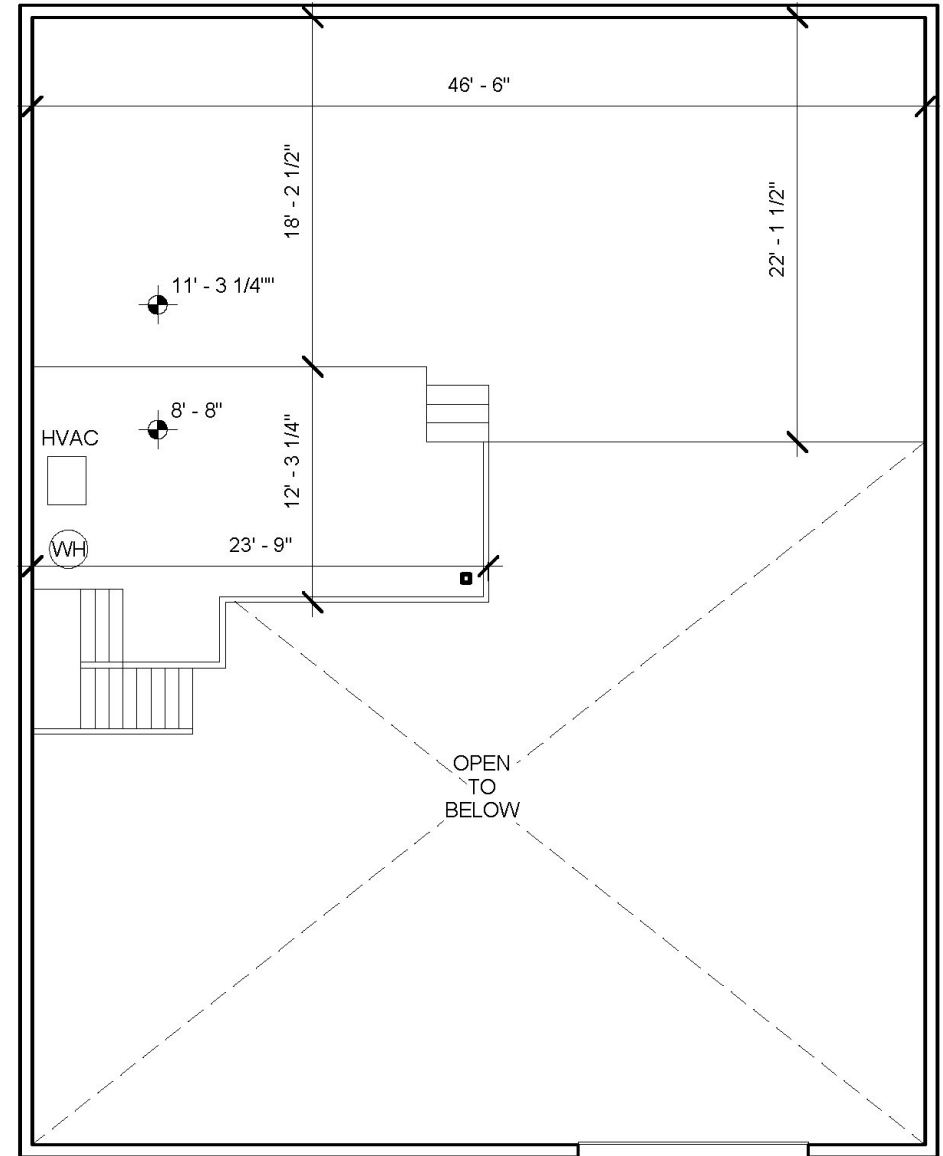 46' - 6"
18' - 2 1/2"
22' - 1 1/2"
11' - 3 1/4""
8' - 8"
HVAC
12' - 3 1/4"
WH
23' - 9"
OPEN
TO
BELOW